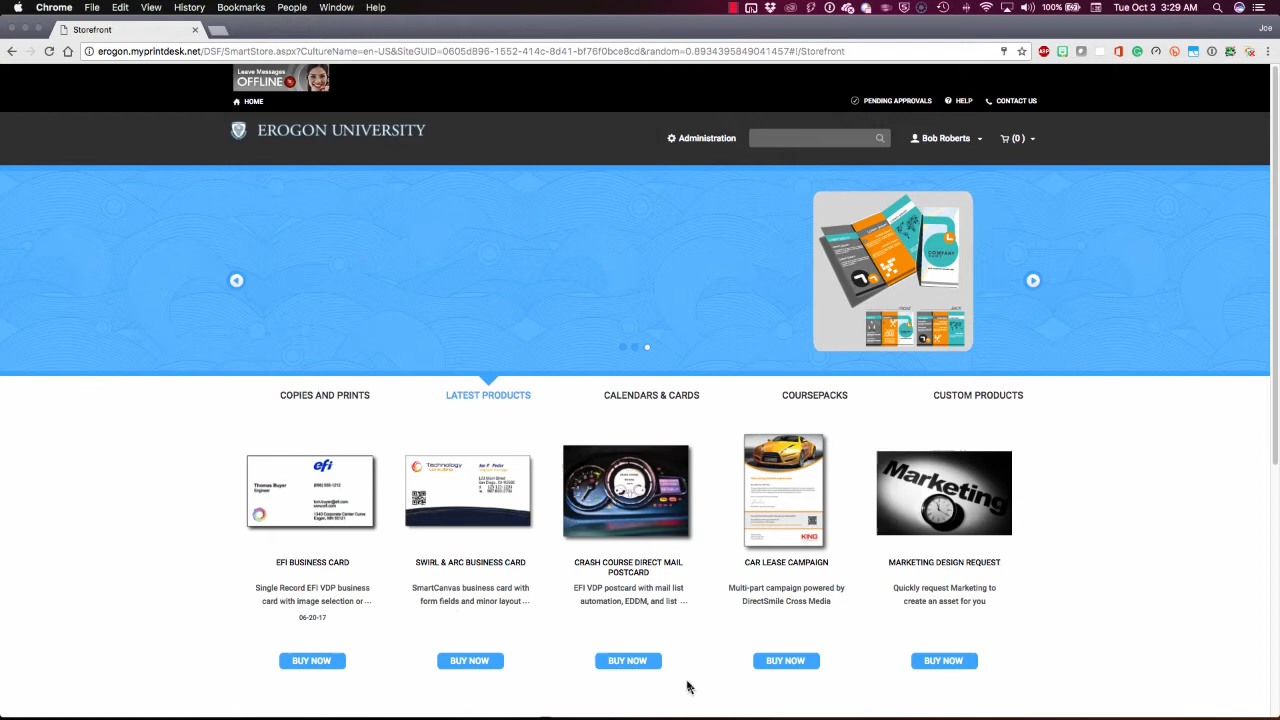 Chrome File Edit View History Bookmarks People Window Help 100% Tue Oct 3 3:29 AM
Storefront Joe
erogon.myprintdesk.net/DSF/SmartStore.aspx?CultureName=en-US&SiteGUID=0605d896-1552-414c-8d41-bf76f0bce8cd&random=0.8934395849041457#!/Storefront
Leave Messages
OFFLINE
HOME PENDING APPROVALS HELP CONTACT US
EROGON UNIVERSITY Administration Bob Roberts (0)
COMPANY
COPIES AND PRINTS LATEST PRODUCTS CALENDARS & CARDS COURSEPACKS CUSTOM PRODUCTS
efi
Thomas Buyer
Engineer
Technology
Marketing
KING
EFI BUSINESS CARD SWIRL & ARC BUSINESS CARD CRASH COURSE DIRECT MAIL POSTCARD CAR LEASE CAMPAIGN MARKETING DESIGN REQUEST
Single Record EFI VDP business SmartCanvas business card with EFI VDP postcard with mail list Multi-part campaign powered by Quickly request Marketing to
card with image selection or ... form fields and minor layout ... automation, EDDM, and list ... DirectSmile Cross Media create an asset for you
06-20-17
BUY NOW BUY NOW BUY NOW BUY NOW BUY NOW